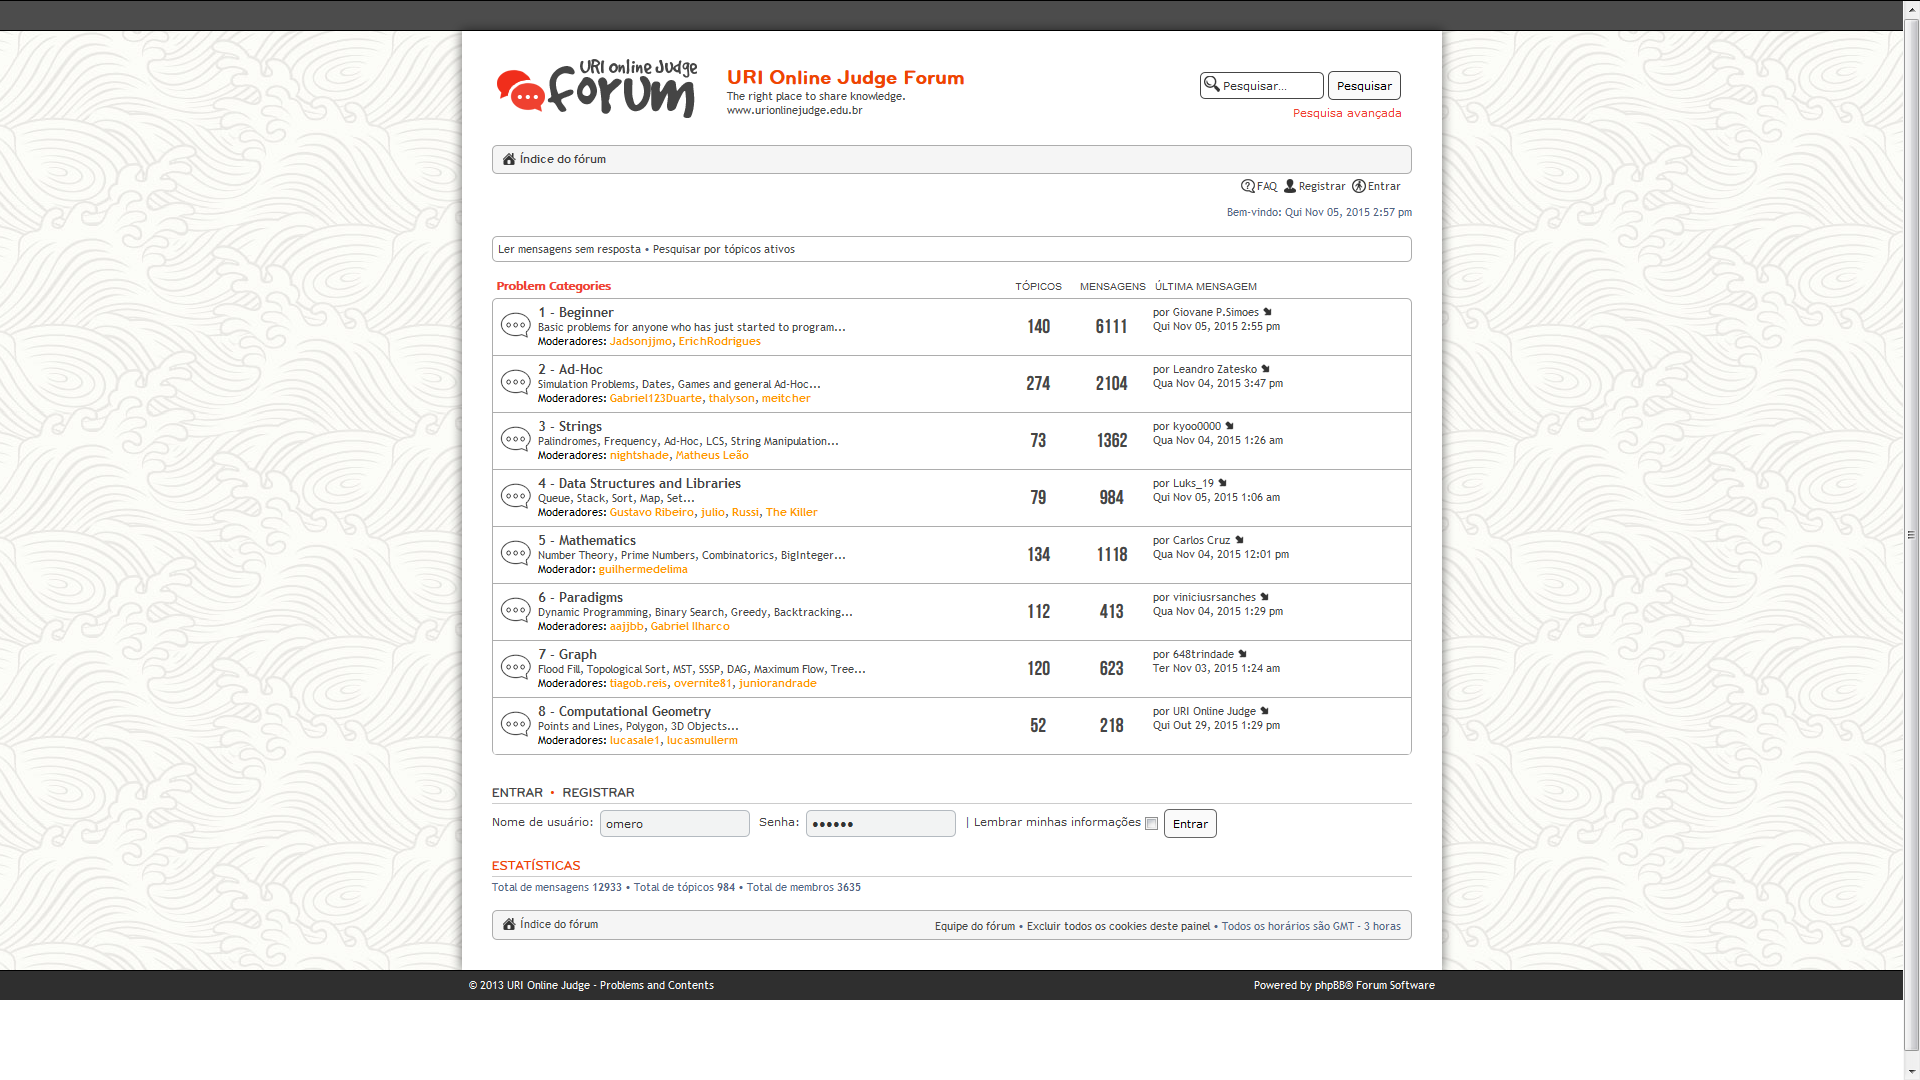 URI online Judge
forum
URI Online Judge Forum
The right place to share knowledge.
www.urionlinejudge.edu.br
Pesquisar... Pesquisar
Pesquisa avançada
Índice do fórum
FAQ Registrar Entrar
Bem-vindo: Qui Nov 05, 2015 2:57 pm
Ler mensagens sem resposta • Pesquisar por tópicos ativos
Problem Categories TÓPICOS MENSAGENS ÚLTIMA MENSAGEM
1 - Beginner
Basic problems for anyone who has just started to program...
Moderadores: Jadsonjjmo, ErichRodrigues
140 6111
por Giovane P.Simoes
Qui Nov 05, 2015 2:55 pm
2 - Ad-Hoc
Simulation Problems, Dates, Games and general Ad-Hoc...
Moderadores: Gabriel123Duarte, thalyson, meitcher
274 2104
por Leandro Zatesko
Qua Nov 04, 2015 3:47 pm
3 - Strings
Palindromes, Frequency, Ad-Hoc, LCS, String Manipulation...
Moderadores: nightshade, Matheus Leão
73 1362
por kyoo0000
Qua Nov 04, 2015 1:26 am
4 - Data Structures and Libraries
Queue, Stack, Sort, Map, Set...
Moderadores: Gustavo Ribeiro, julio, Russi, The Killer
79 984
por Luks_19
Qui Nov 05, 2015 1:06 am
5 - Mathematics
Number Theory, Prime Numbers, Combinatorics, BigInteger...
Moderador: guilhermedelima
134 1118
por Carlos Cruz
Qua Nov 04, 2015 12:01 pm
6 - Paradigms
Dynamic Programming, Binary Search, Greedy, Backtracking...
Moderadores: aajjbb, Gabriel Ilharco
112 413
por viniciusrsanches
Qua Nov 04, 2015 1:29 pm
7 - Graph
Flood Fill, Topological Sort, MST, SSSP, DAG, Maximum Flow, Tree...
Moderadores: tiagob.reis, overnite81, juniorandrade
120 623
por 648trindade
Ter Nov 03, 2015 1:24 am
8 - Computational Geometry
Points and Lines, Polygon, 3D Objects...
Moderadores: lucasale1, lucasmullerm
52 218
por URI Online Judge
Qui Out 29, 2015 1:29 pm
ENTRAR • REGISTRAR
Nome de usuário: omero Senha: •••••• | Lembrar minhas informações Entrar
ESTATÍSTICAS
Total de mensagens 12933 • Total de tópicos 984 • Total de membros 3635
Índice do fórum Equipe do fórum • Excluir todos os cookies deste painel • Todos os horários são GMT - 3 horas
© 2013 URI Online Judge - Problems and Contents Powered by phpBB® Forum Software